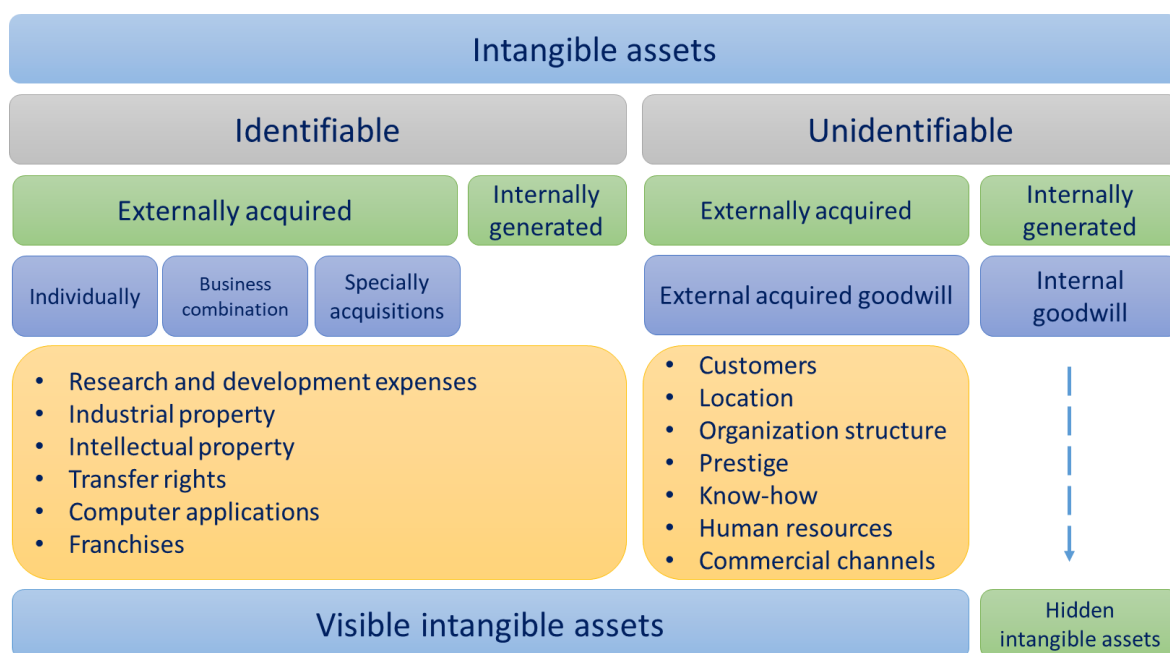 Intangible assets
Identifiable
Unidentifiable
Externally acquired
Internally
generated
Externally acquired
Internally
generated
Individually
Business
combination
Specially
acquisitions
External acquired goodwill
Internal
goodwill
• Research and development expenses
• Industrial property
• Intellectual property
• Transfer rights
• Computer applications
• Franchises
• Customers
• Location
• Organization structure
• Prestige
• Know-how
• Human resources
• Commercial channels
Visible intangible assets
Hidden
intangible assets